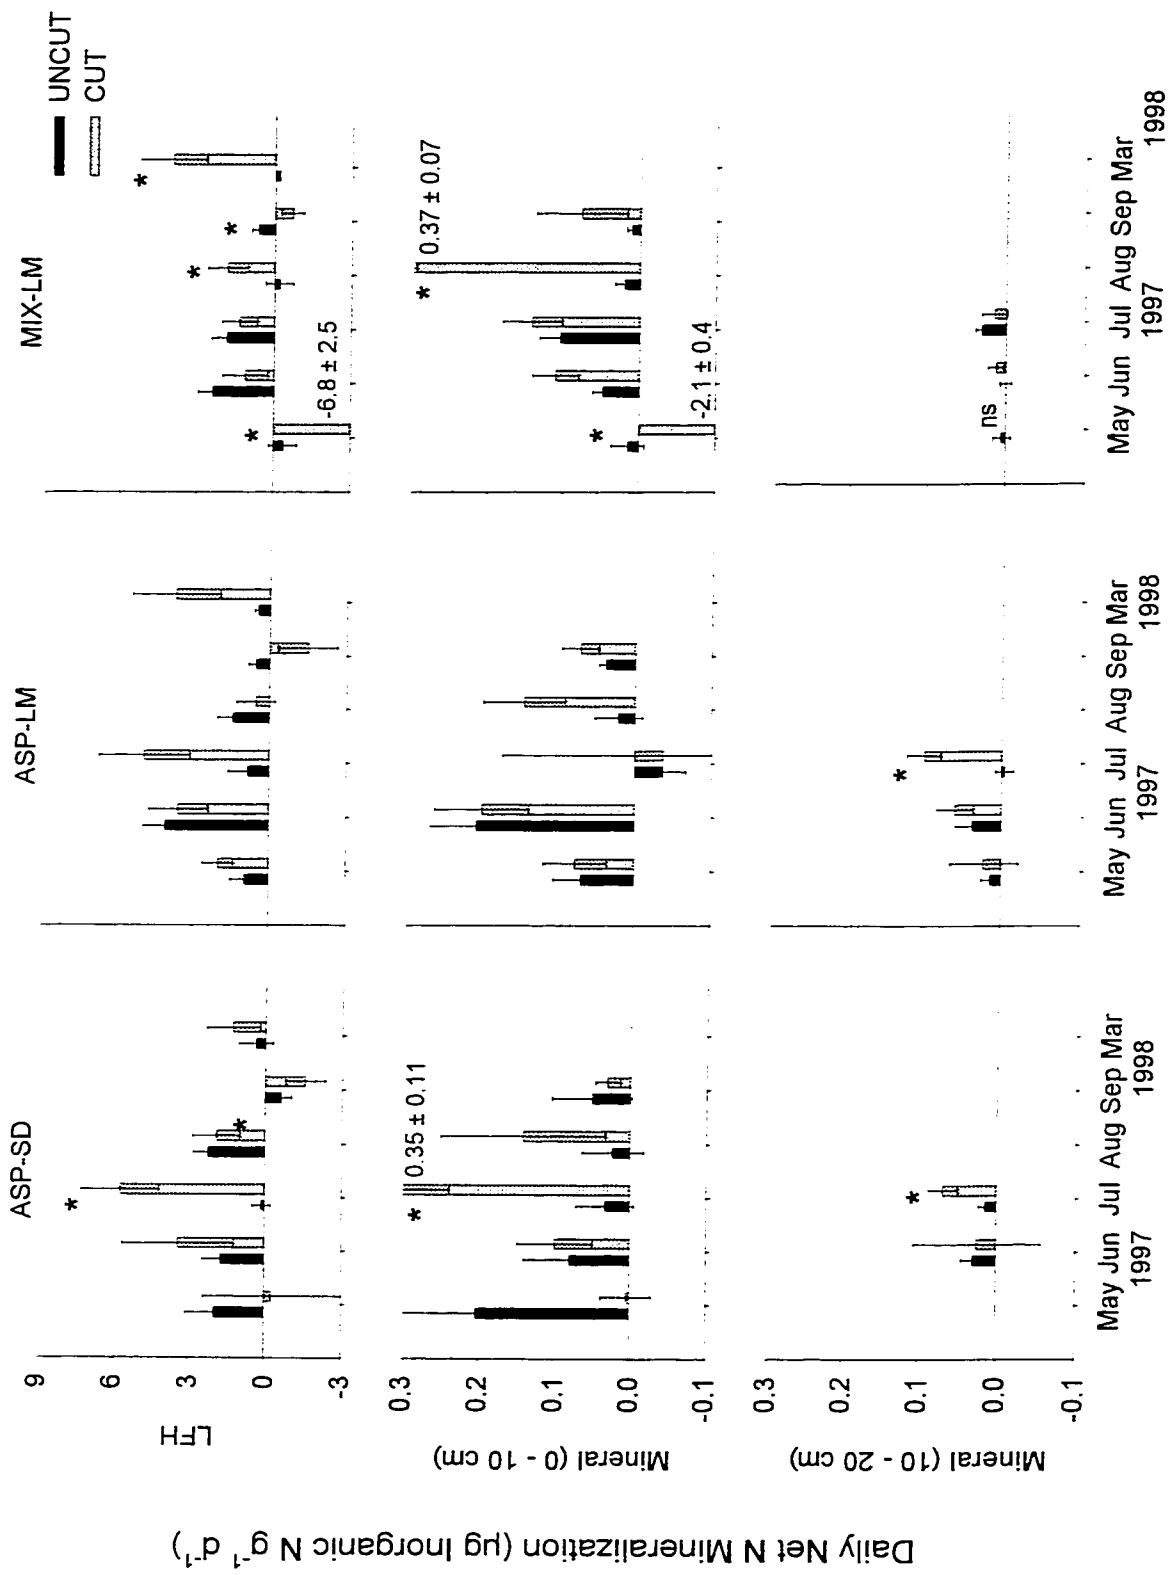 ASP-SD
ASP-LM
MIX-LM
UNCUT
CUT
9
6
3
0
-3
LFH
*
*
*
-6.8 ± 2.5
*
*
*
0.3
0.2
0.1
0.0
-0.1
Mineral (0 - 10 cm)
*
0.35 ± 0.11
*
-2.1 ± 0.4
*
0.37 ± 0.07
0.3
0.2
0.1
0.0
-0.1
Mineral (10 - 20 cm)
*
*
ns
May Jun Jul Aug Sep Mar
1997 1998
May Jun Jul Aug Sep Mar
1997 1998
May Jun Jul Aug Sep Mar
1997 1998
Daily Net N Mineralization (µg Inorganic N g⁻¹ d⁻¹)